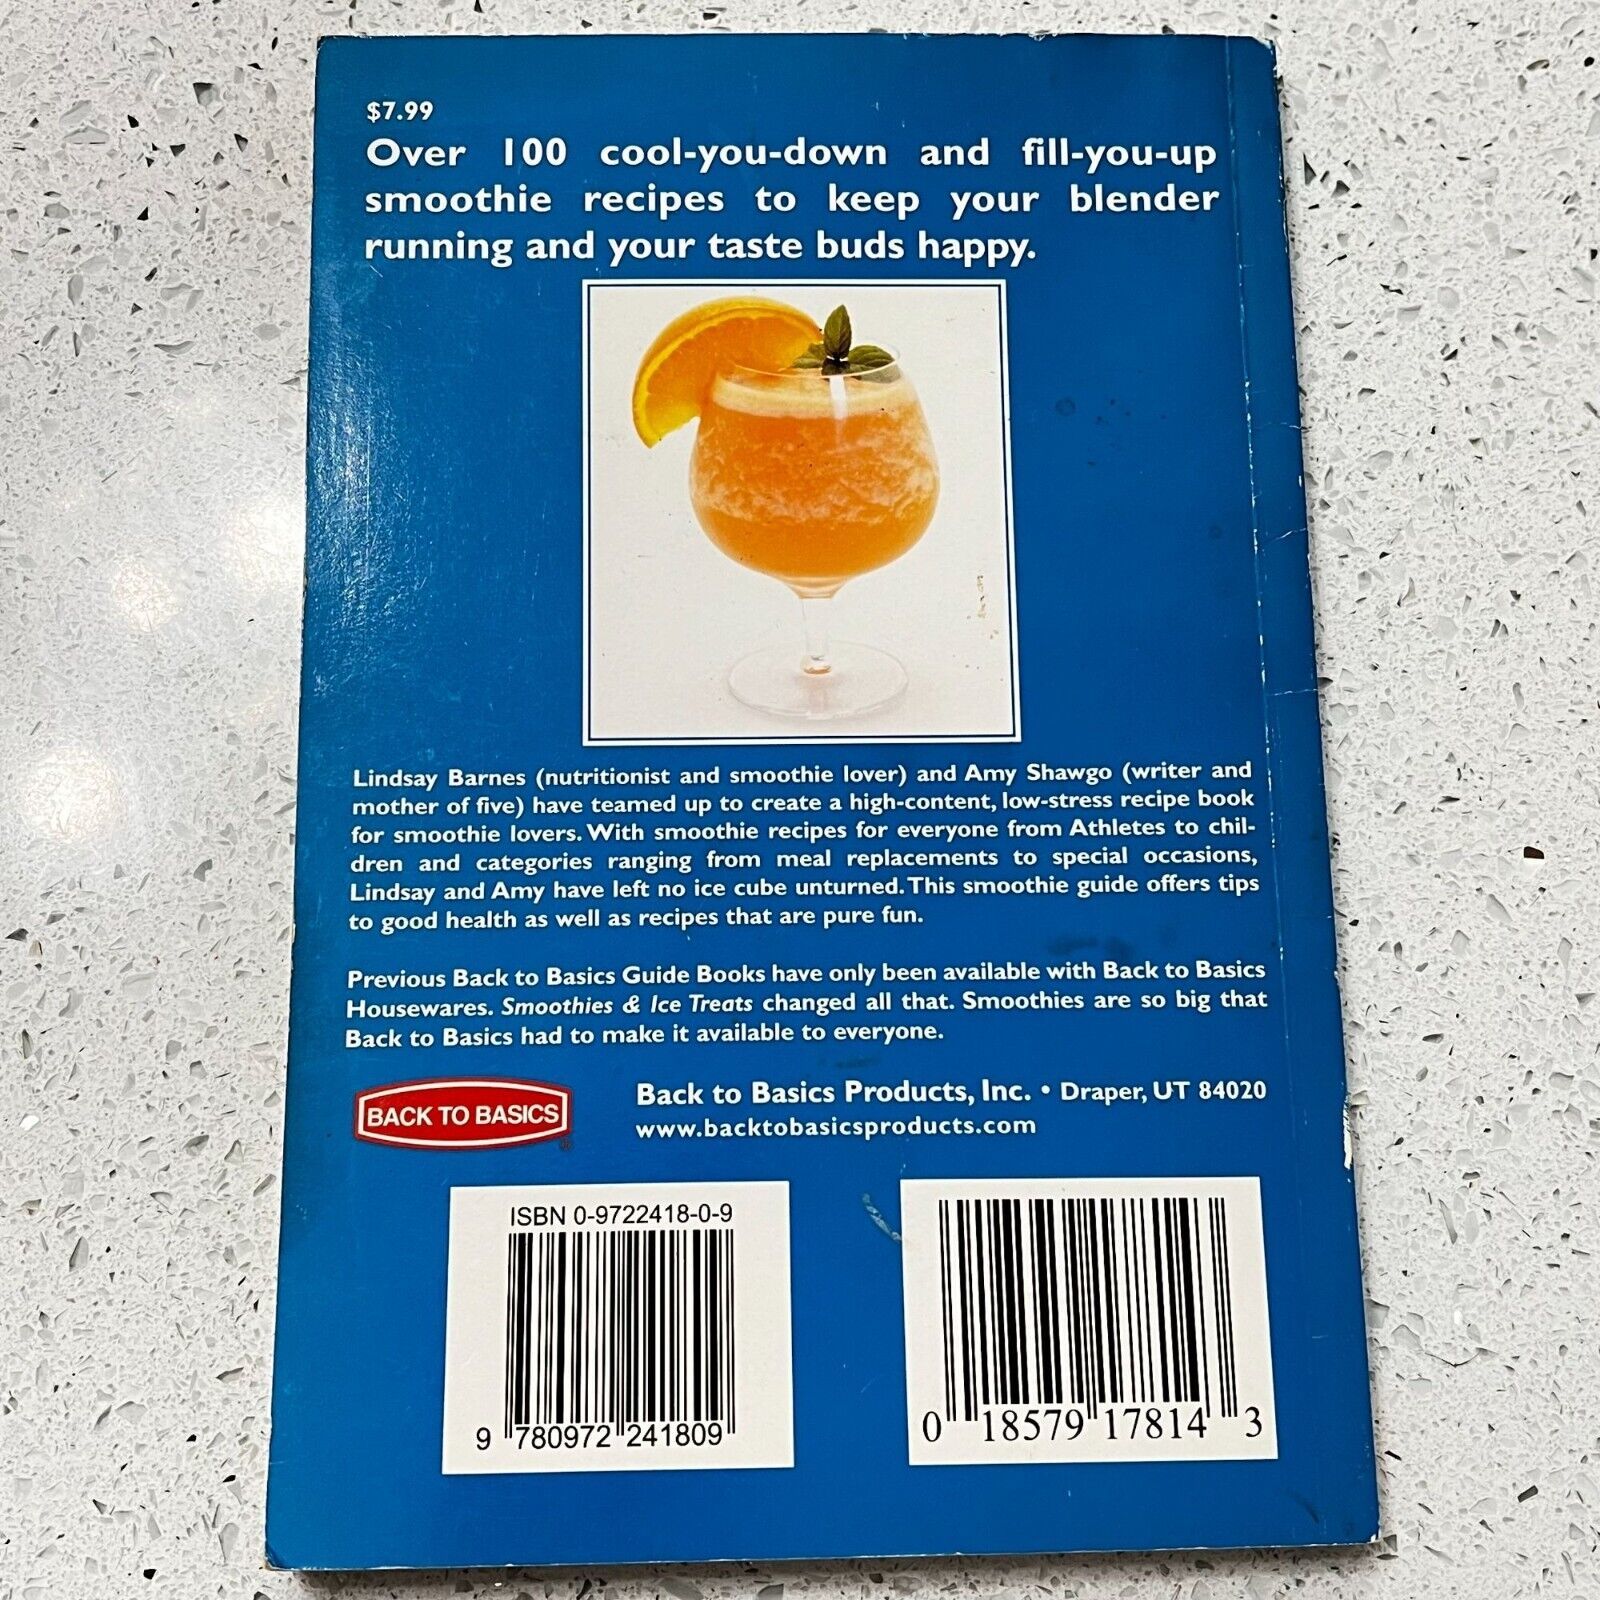 $7.99
Over 100 cool-you-down and fill-you-up
smoothie recipes to keep your blender
running and your taste buds happy.
Lindsay Barnes (nutritionist and smoothie lover) and Amy Shawgo (writer and
mother of five) have teamed up to create a high-content, low-stress recipe book
for smoothie lovers. With smoothie recipes for everyone from Athletes to chil-
dren and categories ranging from meal replacements to special occasions,
Lindsay and Amy have left no ice cube unturned. This smoothie guide offers tips
to good health as well as recipes that are pure fun.
Previous Back to Basics Guide Books have only been available with Back to Basics
Housewares. Smoothies & Ice Treats changed all that. Smoothies are so big that
Back to Basics had to make it available to everyone.
BACK TO BASICS®
Back to Basics Products, Inc. • Draper, UT 84020
www.backtobasicsproducts.com
ISBN 0-9722418-0-9
9 780972 241809
0 18579 17814 3